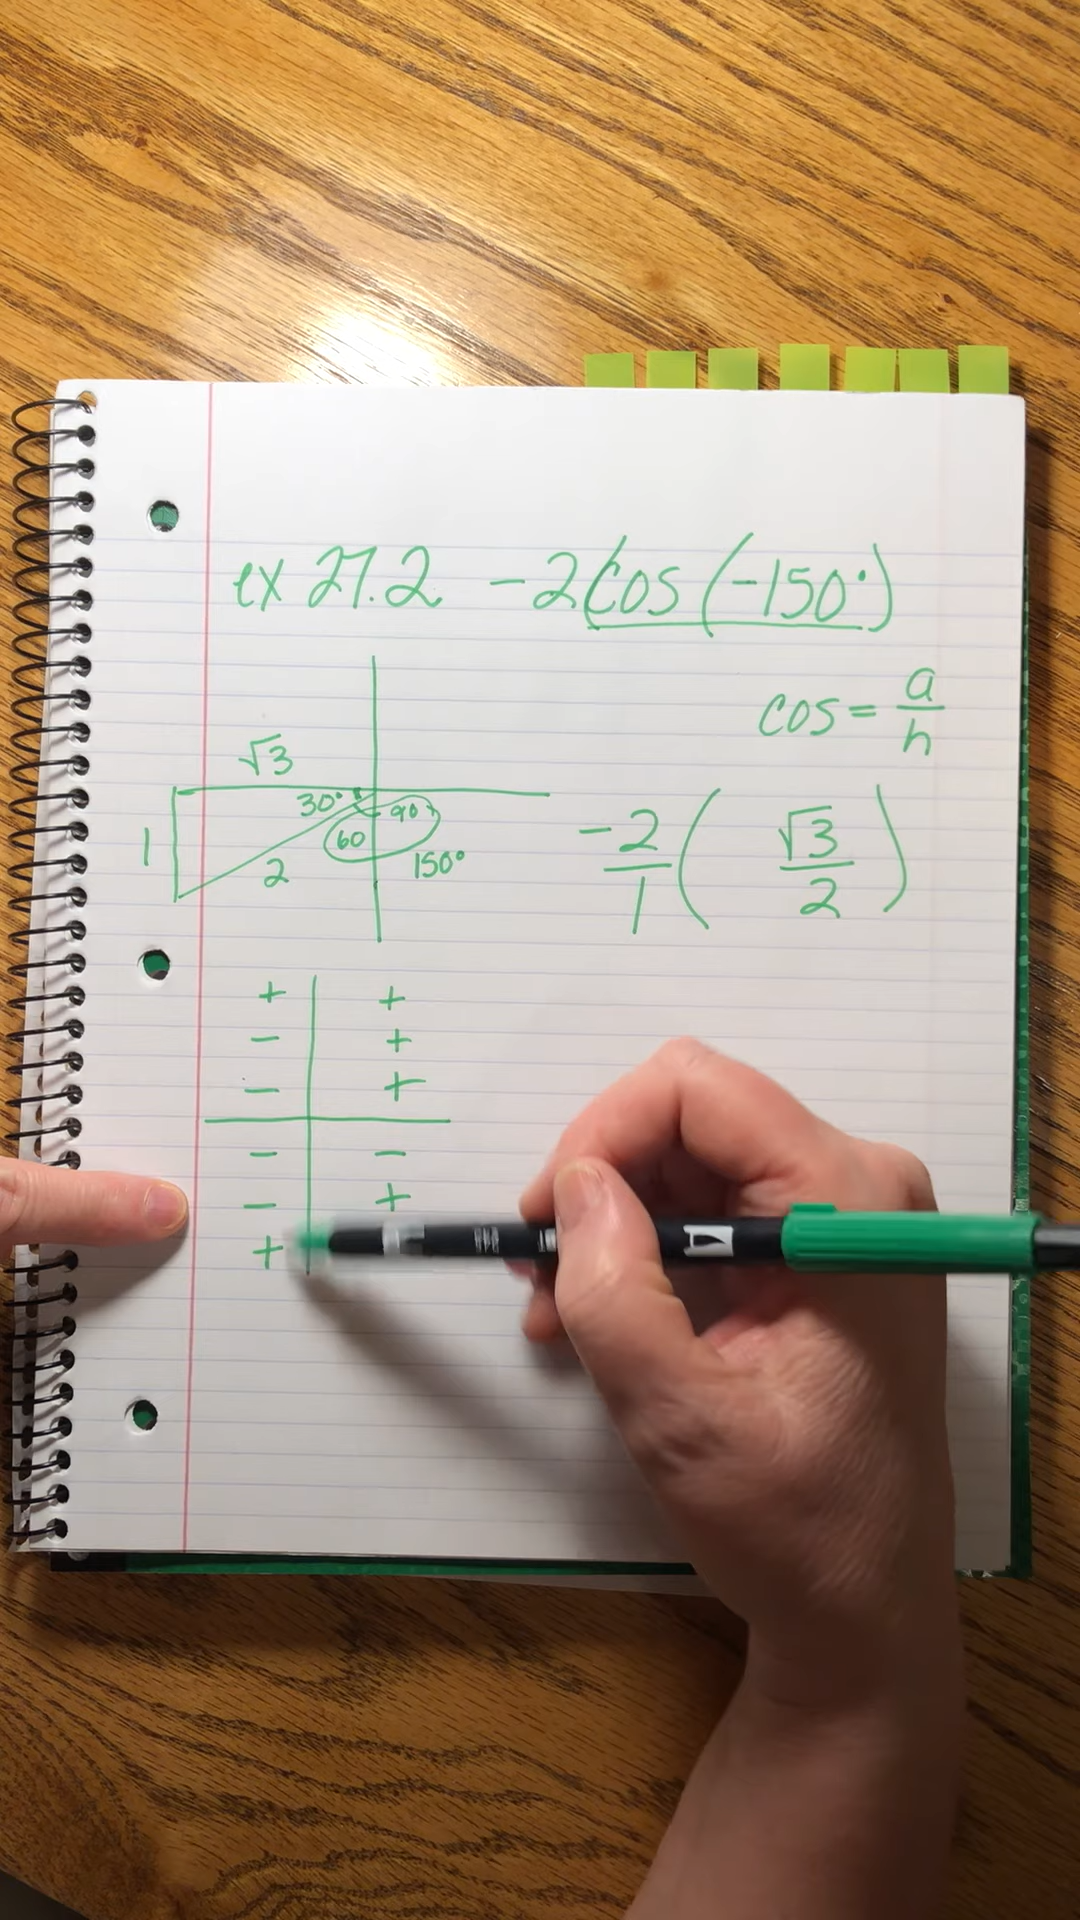 ex 27.2 -2cos(-150°)
cos = a/h
√3
30° 90°
1 60
2 150°
-2/1 ( √3/2 )
+ +
- +
- +
- -
- +
+
A